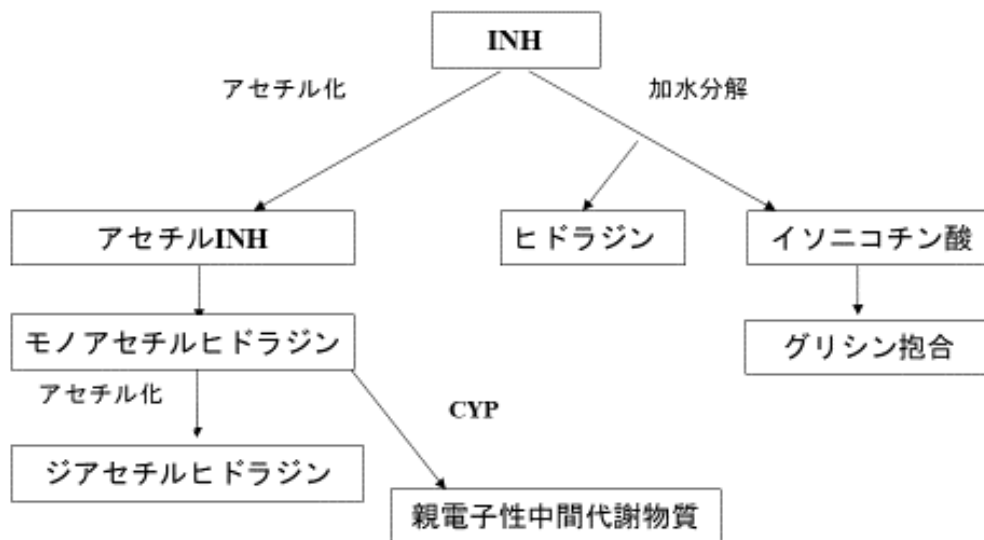 INH
アセチル化
加水分解
アセチルINH
ヒドラジン
イソニコチン酸
モノアセチルヒドラジン
グリシン抱合
アセチル化
CYP
ジアセチルヒドラジン
親電子性中間代謝物質